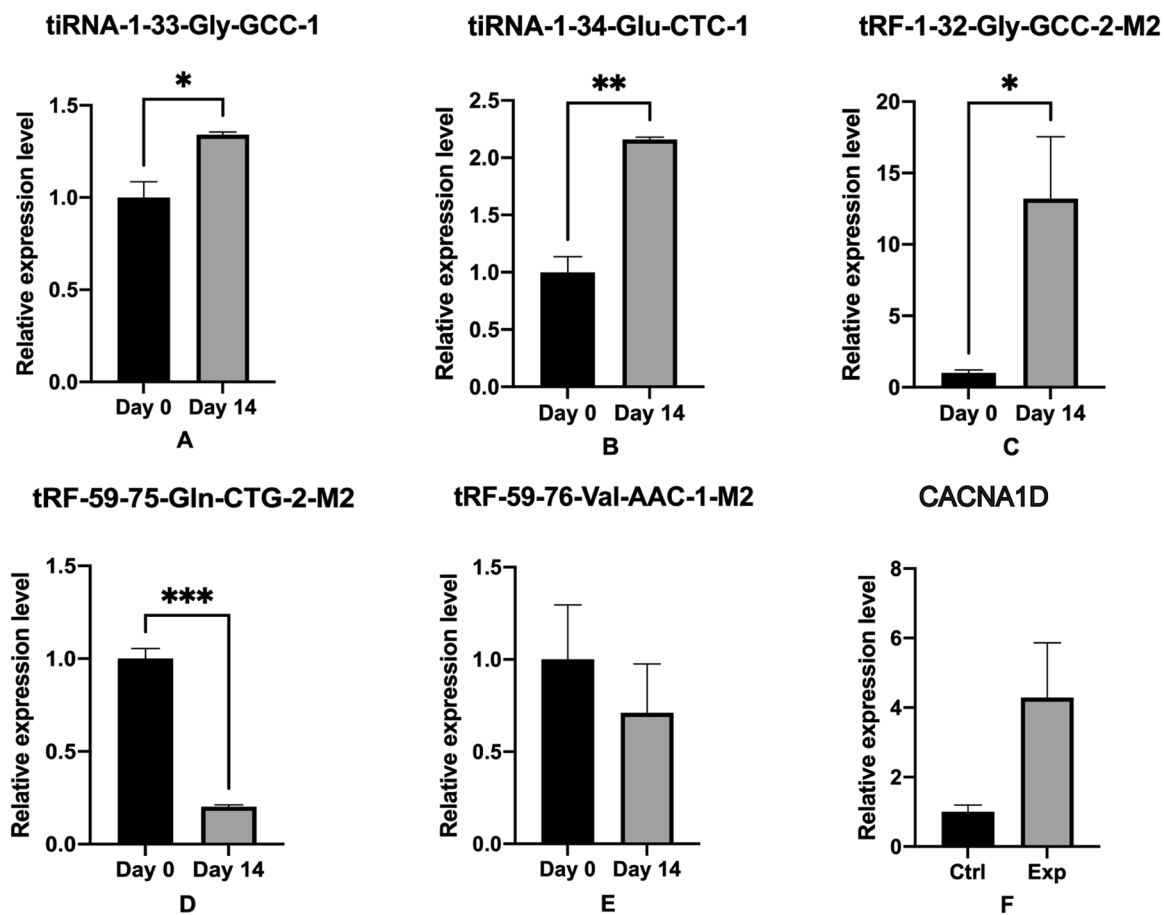 tiRNA-1-33-Gly-GCC-1
Relative expression level
1.5
1.0
0.5
0.0
*
Day 0 Day 14
A
tiRNA-1-34-Glu-CTC-1
Relative expression level
2.5
2.0
1.5
1.0
0.5
0.0
**
Day 0 Day 14
B
tRF-1-32-Gly-GCC-2-M2
Relative expression level
20
15
10
5
0
*
Day 0 Day 14
C
tRF-59-75-Gln-CTG-2-M2
Relative expression level
1.5
1.0
0.5
0.0
***
Day 0 Day 14
D
tRF-59-76-Val-AAC-1-M2
Relative expression level
1.5
1.0
0.5
0.0
Day 0 Day 14
E
CACNA1D
Relative expression level
8
6
4
2
0
Ctrl Exp
F